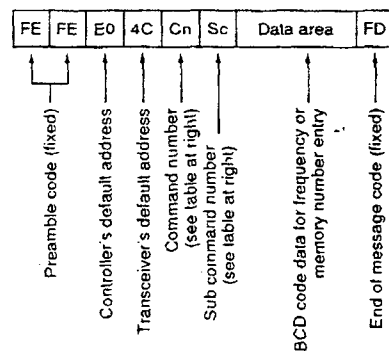 FE FE E0 4C Cn Sc Data area FD
Preamble code (fixed)
Controller's default address
Transceiver's default address
Command number
(see table at right)
Sub command number
(see table at right)
BCD code data for frequency or
memory number entry
End of message code (fixed)